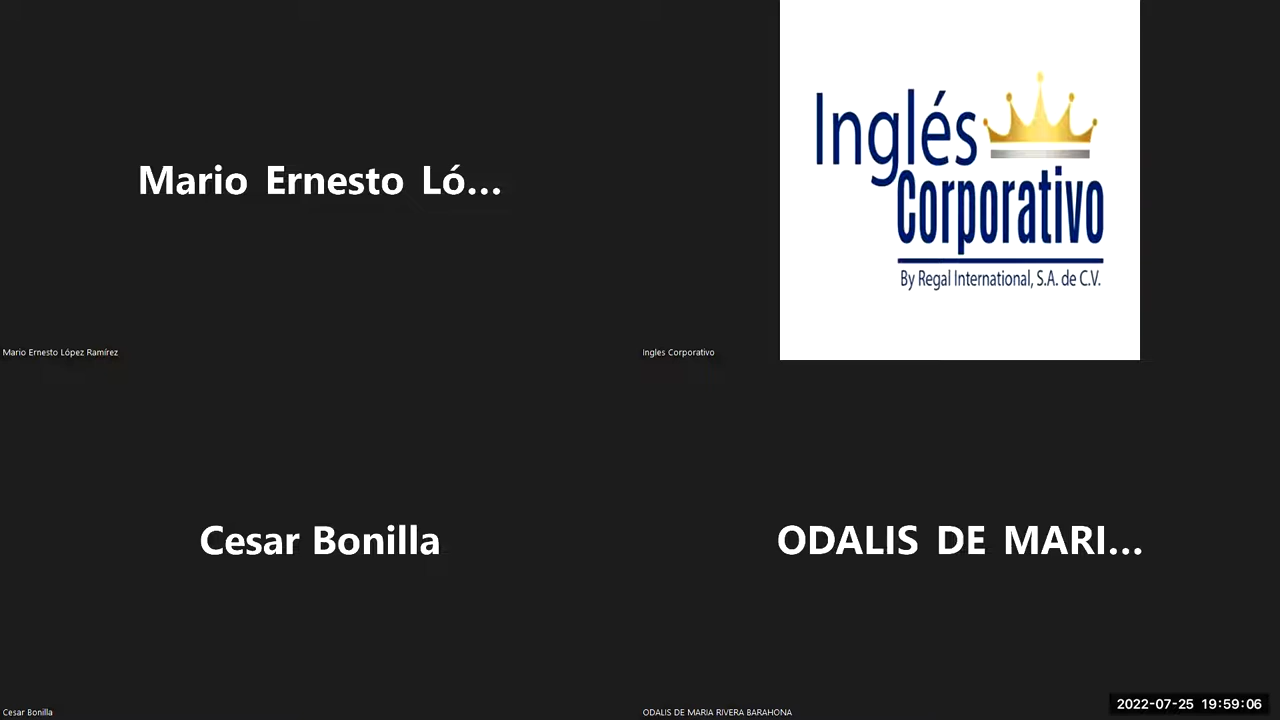 Mario Ernesto Ló...
Mario Ernesto López Ramírez
Inglés
Corporativo
By Regal International, S.A. de C.V.
Ingles Corporativo
Cesar Bonilla
Cesar Bonilla
ODALIS DE MARI...
ODALIS DE MARIA RIVERA BARAHONA
2022-07-25 19:59:06